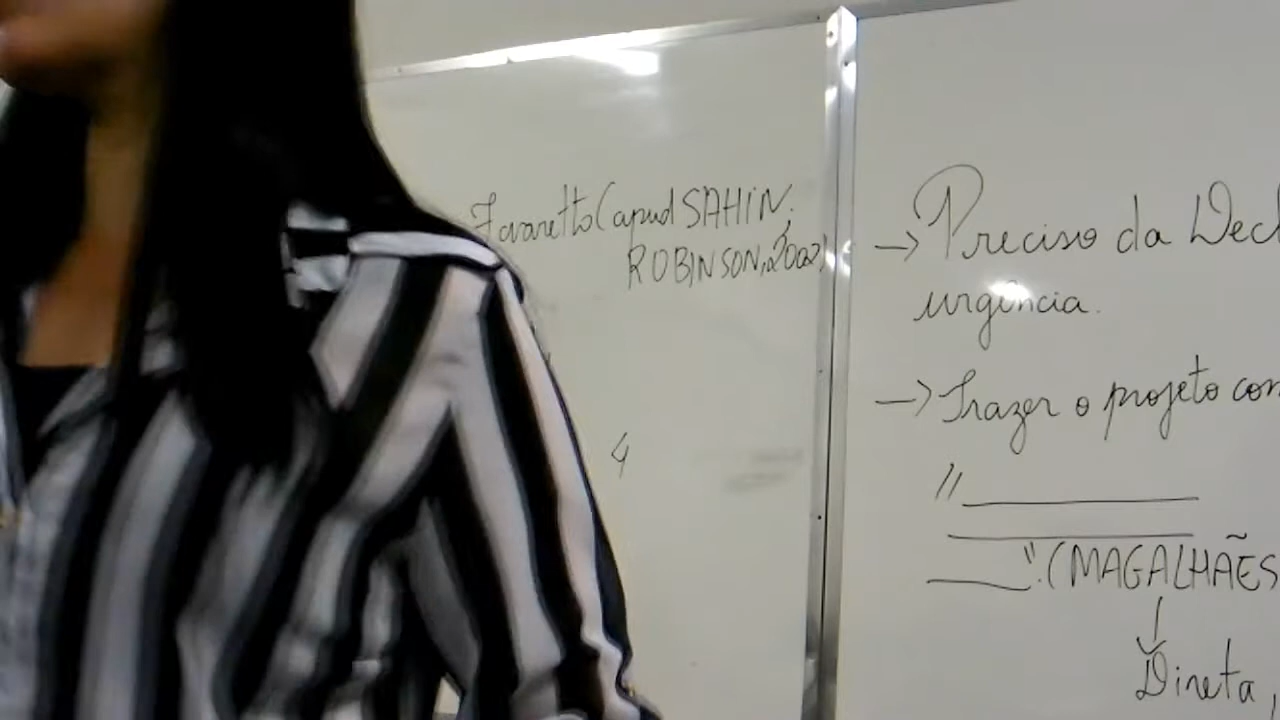 Favaretto (apud SAHIN,
ROBINSON, 2002)
4
→ Preciso da Decl
urgência.
→ Trazer o projeto com
"
". (MAGALHÃES
Direta,